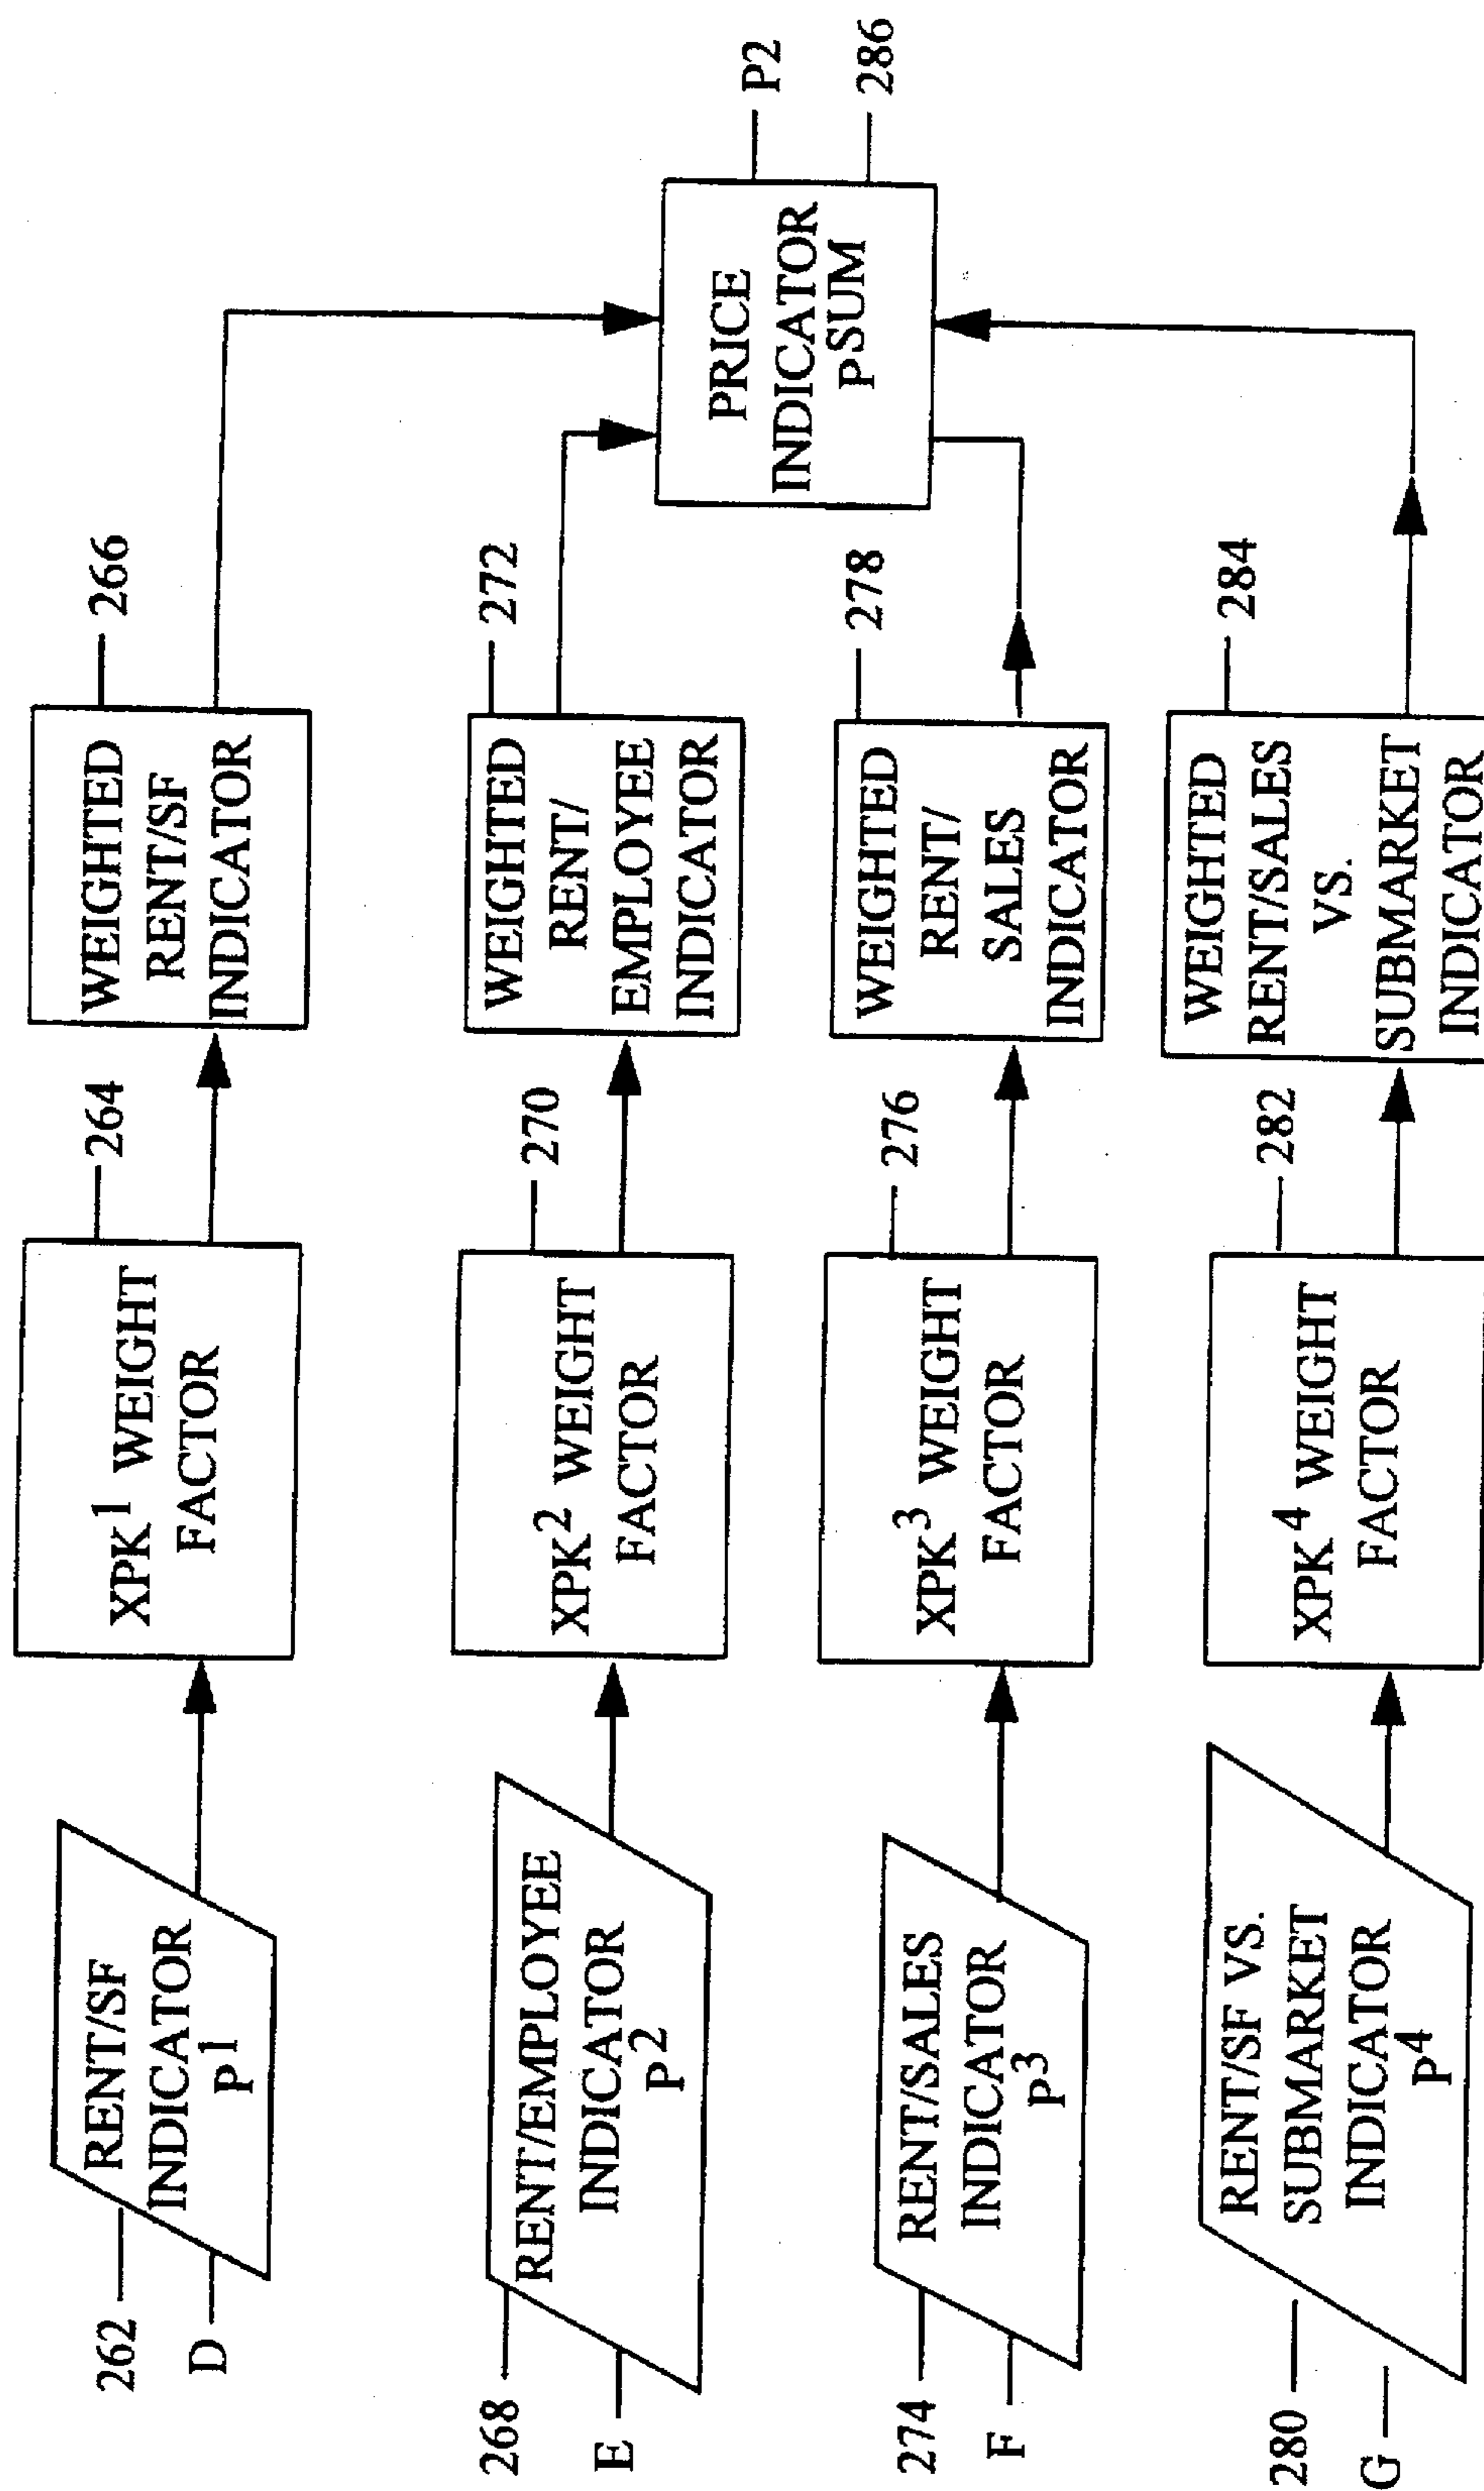 262
D
RENT/SF
INDICATOR
P1
264
XPK1 WEIGHT
FACTOR
266
WEIGHTED
RENT/SF
INDICATOR
268
E
RENT/EMPLOYEE
INDICATOR
P2
270
XPK2 WEIGHT
FACTOR
272
WEIGHTED
RENT/
EMPLOYEE
INDICATOR
PRICE
INDICATOR
PSUM
P2
286
274
F
RENT/SALES
INDICATOR
P3
276
XPK3 WEIGHT
FACTOR
278
WEIGHTED
RENT/
SALES
INDICATOR
280
G
RENT/SF VS.
SUBMARKET
INDICATOR
P4
282
XPK4 WEIGHT
FACTOR
284
WEIGHTED
RENT/SALES
VS.
SUBMARKET
INDICATOR